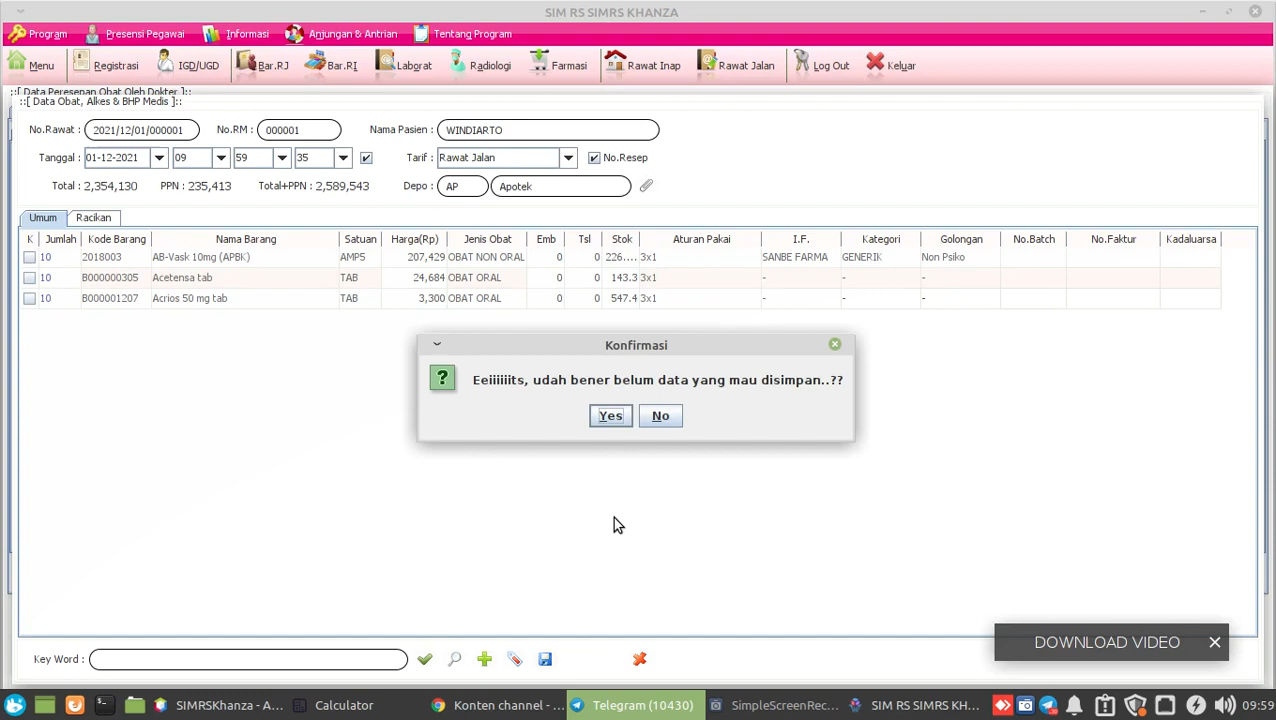 SIM RS SIMRS KHANZA
Program Presensi Pegawai Informasi Anjungan & Antrian Tentang Program
Menu Registrasi IGD/UGD Bar.RJ Bar.R1 Laborat Radiologi Farmasi Rawat Inap Rawat Jalan Log Out Keluar
::[ Data Peresepan Obat Oleh Dokter ]::
::[ Data Obat, Alkes & BHP Medis ]::
No.Rawat : 2021/12/01/000001 No.RM : 000001 Nama Pasien : WINDIARTO
Tanggal : 01-12-2021 09 59 35 Tarif : Rawat Jalan No.Resep
Total : 2,354,130 PPN : 235,413 Total+PPN : 2,589,543 Depo : AP Apotek
Umum Racikan
K Jumlah Kode Barang Nama Barang Satuan Harga(Rp) Jenis Obat Emb Tsl Stok Aturan Pakai I.F. Kategori Golongan No.Batch No.Faktur Kadaluarsa
10 2018003 AB-Vask 10mg (APBK) AMP5 207,429 OBAT NON ORAL 0 0 226.... 3x1 SANBE FARMA GENERIK Non Psiko
10 B000000305 Acetensa tab TAB 24,684 OBAT ORAL 0 0 143.3 3x1 - - -
10 B000001207 Acrios 50 mg tab TAB 3,300 OBAT ORAL 0 0 547.4 3x1 - - -
Konfirmasi
? Eeiiiiiits, udah bener belum data yang mau disimpan..??
Yes No
DOWNLOAD VIDEO
Key Word :
SIMRSKhanza - A... Calculator Konten channel - ... Telegram (10430) SimpleScreenRec... SIM RS SIMRS KH... 09:59